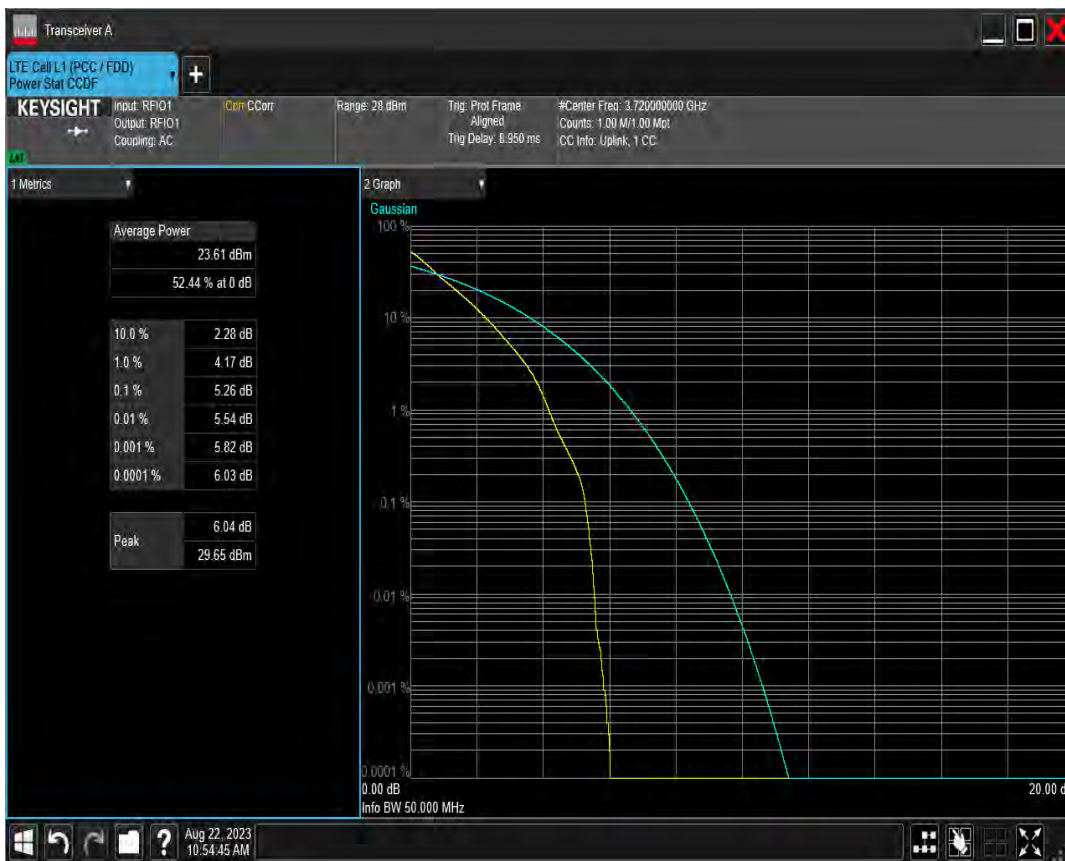 Transceiver A
LTE Cell L1 (PCC / FDD)
Power Stat CCDF
+
KEYSIGHT
Input: RFIO1
Output: RFIO1
Coupling: AC
Corr CCorr
Range: 28 dBm
Trig: Prot Frame
Aligned
Trig Delay: 8.950 ms
#Center Freq: 3.720000000 GHz
Counts: 1.00 M/1.00 Mpt
CC Info: Uplink, 1 CC
1 Metrics
Average Power
23.61 dBm
52.44 % at 0 dB
10.0 % 2.28 dB
1.0 % 4.17 dB
0.1 % 5.26 dB
0.01 % 5.54 dB
0.001 % 5.82 dB
0.0001 % 6.03 dB
Peak
6.04 dB
29.65 dBm
2 Graph
Gaussian
100 %
10 %
1 %
0.1 %
0.01 %
0.001 %
0.0001 %
0.00 dB 20.00 d
Info BW 50.000 MHz
?
Aug 22, 2023
10:54:45 AM